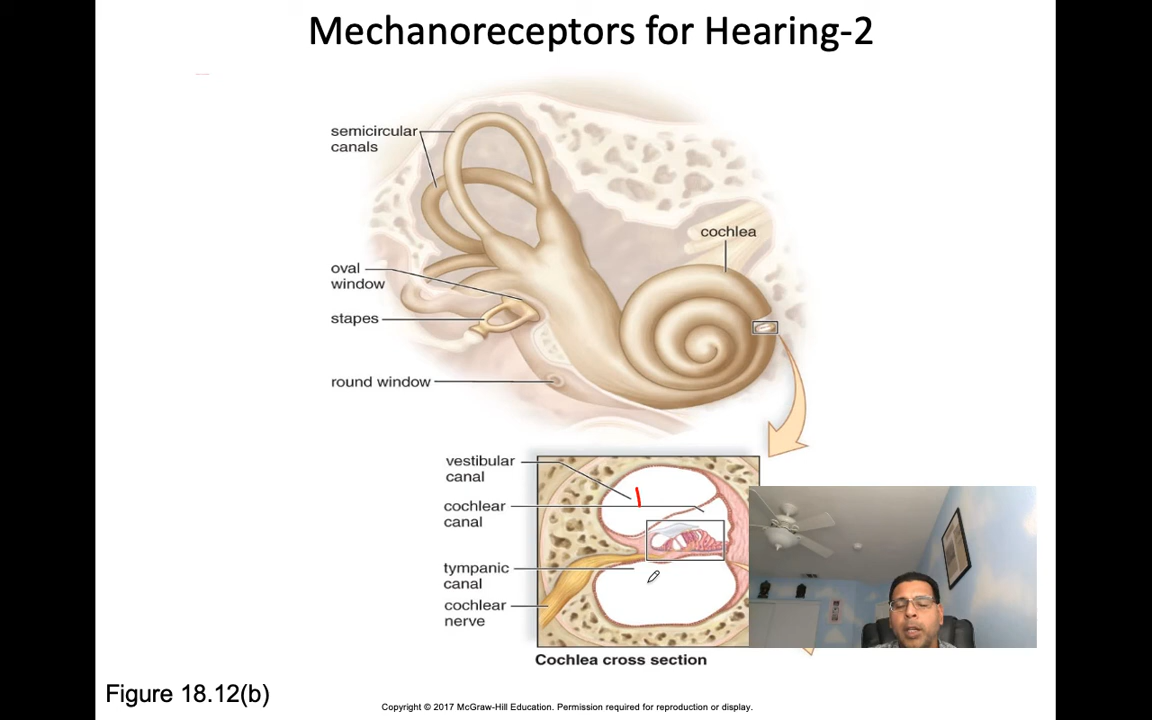 Mechanoreceptors for Hearing-2
semicircular
canals
cochlea
oval
window
stapes
round window
vestibular
canal
cochlear
canal
tympanic
canal
cochlear
nerve
Cochlea cross section
Figure 18.12(b)
Copyright © 2017 McGraw-Hill Education. Permission required for reproduction or display.